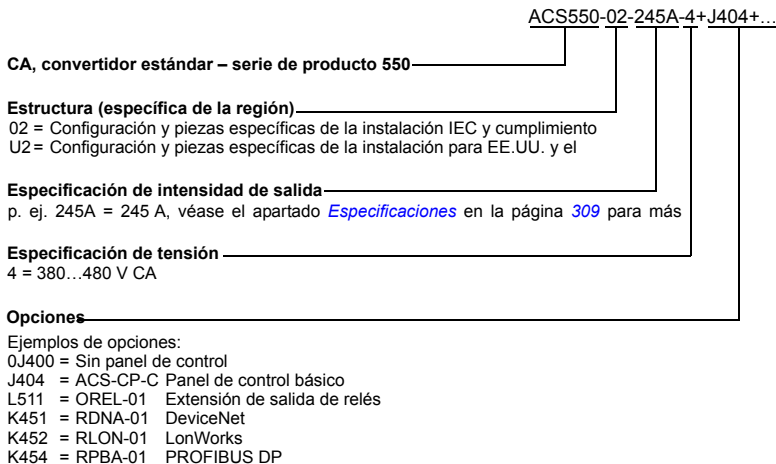 ACS550-02-245A-4+J404+...
CA, convertidor estándar – serie de producto 550
Estructura (específica de la región)
02 = Configuración y piezas específicas de la instalación IEC y cumplimiento
U2 = Configuración y piezas específicas de la instalación para EE.UU. y el
Especificación de intensidad de salida
p. ej. 245A = 245 A, véase el apartado Especificaciones en la página 309 para más
Especificación de tensión
4 = 380…480 V CA
Opciones
Ejemplos de opciones:
0J400 = Sin panel de control
J404 = ACS-CP-C Panel de control básico
L511 = OREL-01 Extensión de salida de relés
K451 = RDNA-01 DeviceNet
K452 = RLON-01 LonWorks
K454 = RPBA-01 PROFIBUS DP